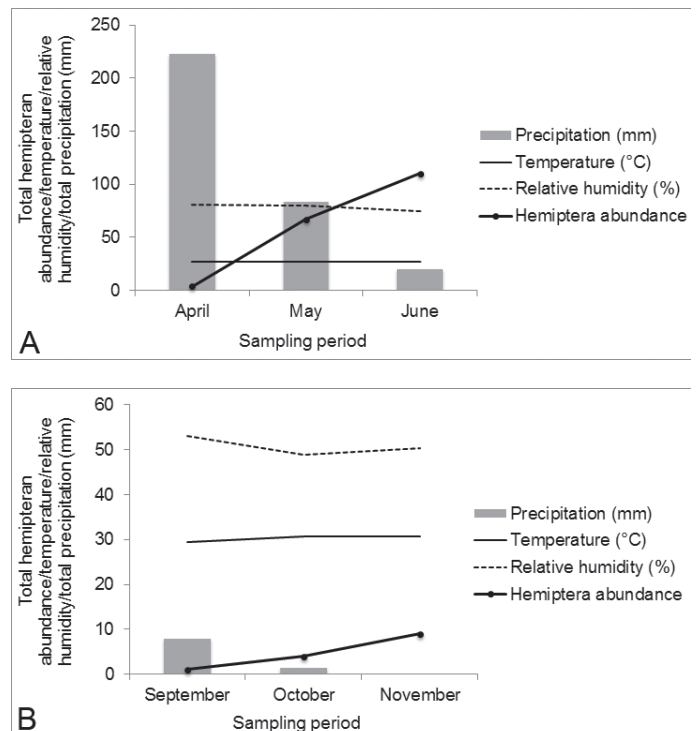 Total hemipteran
abundance/temperature/relative
humidity/total precipitation (mm)
250
200
150
100
50
0
April
May
June
Sampling period
Precipitation (mm)
Temperature (°C)
Relative humidity (%)
Hemiptera abundance
A
Total hemipteran
abundance/temperature/relative
humidity/total precipitation (mm)
60
50
40
30
20
10
0
September
October
November
Sampling period
Precipitation (mm)
Temperature (°C)
Relative humidity (%)
Hemiptera abundance
B